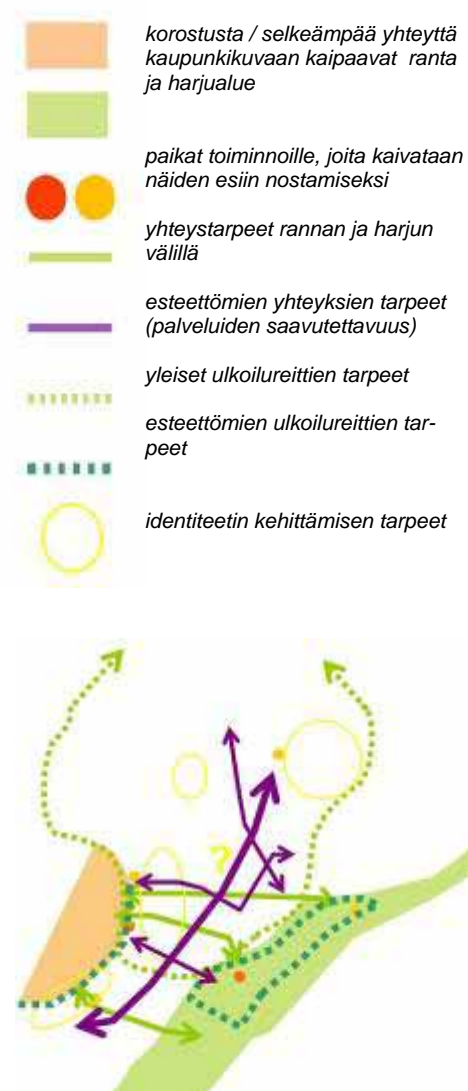 korostusta / selkeämpää yhteyttä
kaupunkikuvaan kaipaavat ranta
ja harjualue
paikat toiminnoille, joita kaivataan
näiden esiin nostamiseksi
yhteystarpeet rannan ja harjun
välillä
esteettömien yhteyksien tarpeet
(palveluiden saavutettavuus)
yleiset ulkoilureittien tarpeet
esteettömien ulkoilureittien tar-
peet
identiteetin kehittämisen tarpeet
?